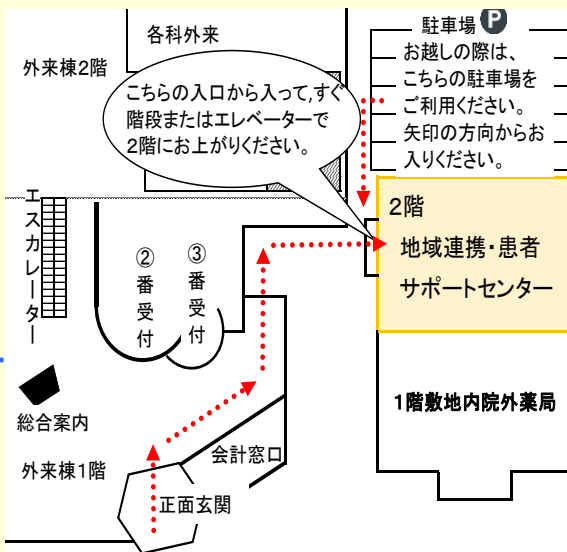 各科外来
外来棟2階
駐車場 P
お越しの際は、
こちらの駐車場を
ご利用ください。
矢印の方向からお
入りください。
こちらの入口から入って,すぐ
階段またはエレベーターで
2階にお上がりください。
2階
地域連携・患者
サポートセンター
エスカレーター
②番受付
③番受付
1階敷地内院外薬局
総合案内
外来棟1階
会計窓口
正面玄関